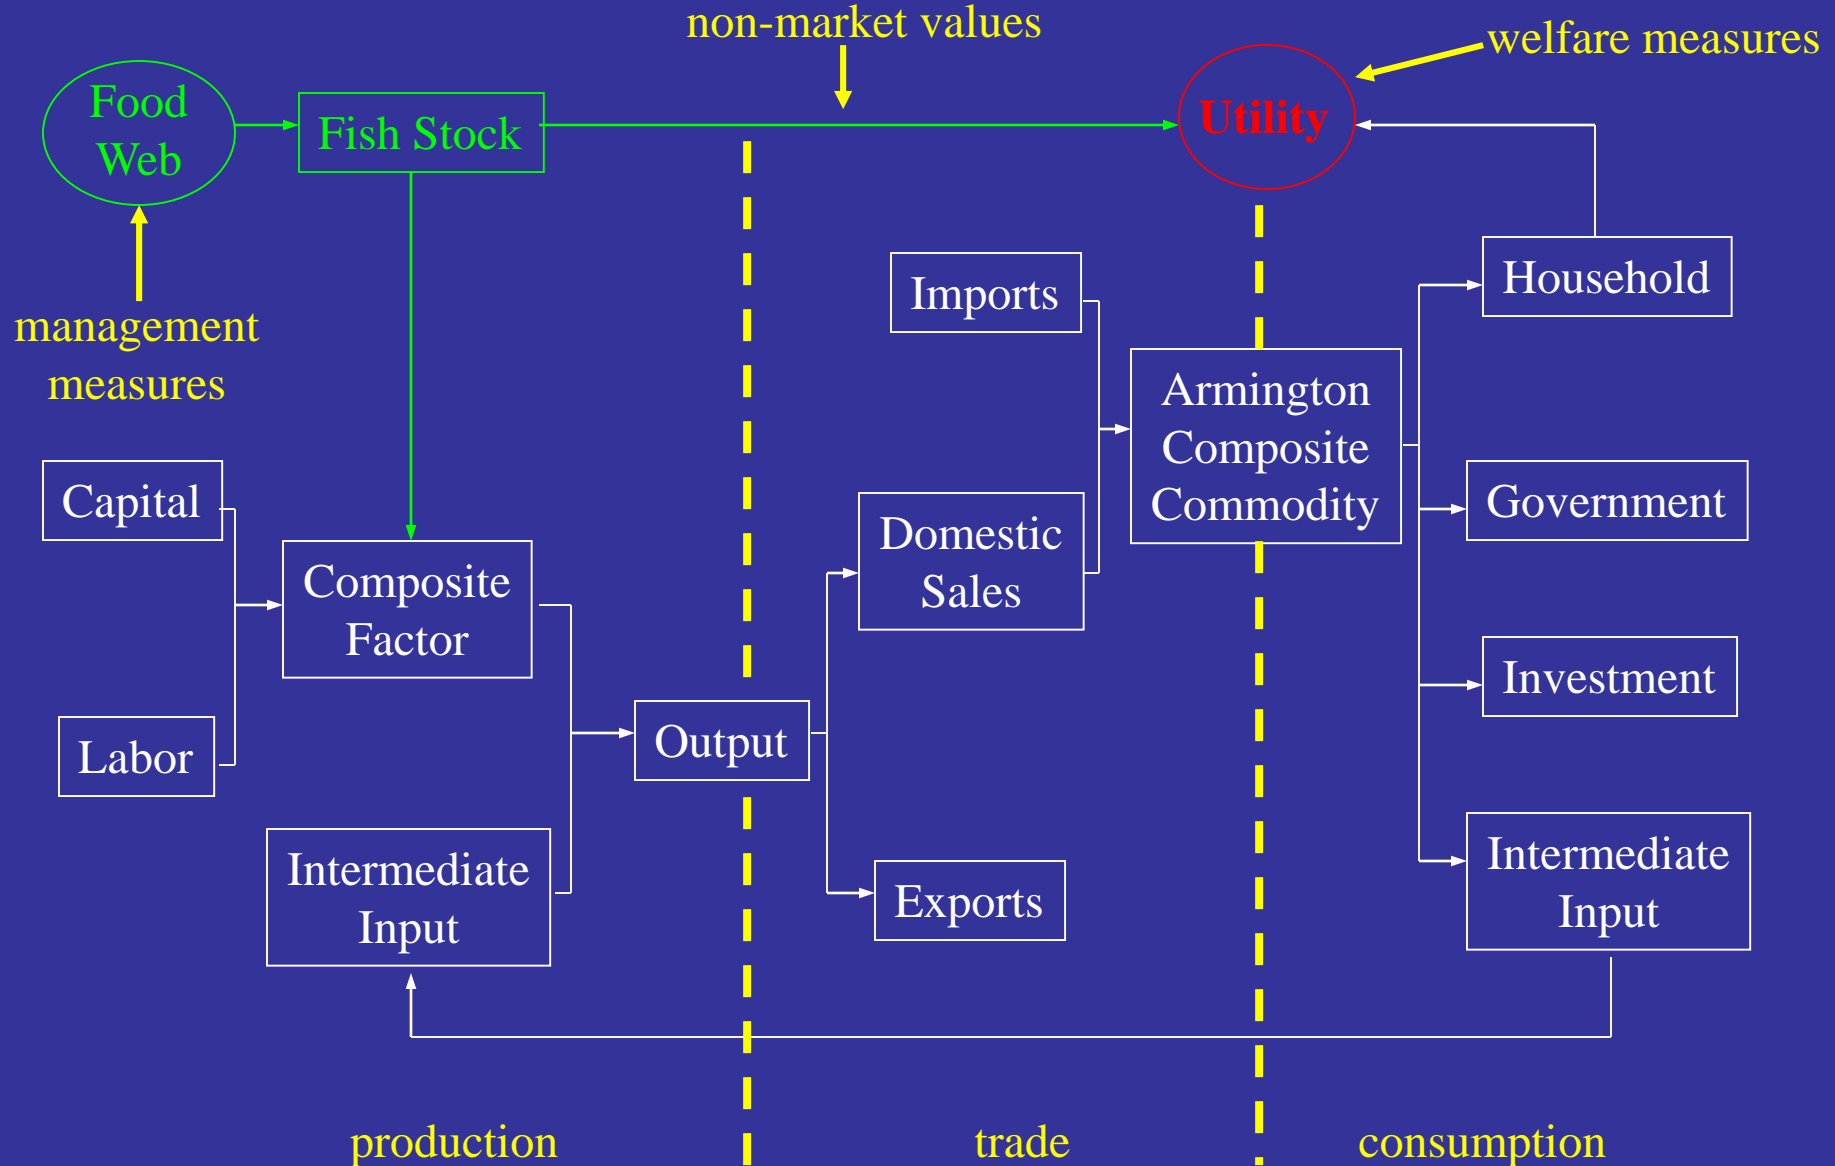 non-market values
welfare measures
Food
Web
Fish Stock
Utility
management
measures
Imports
Household
Armington
Composite
Commodity
Capital
Government
Domestic
Sales
Composite
Factor
Investment
Labor
Output
Intermediate
Input
Exports
Intermediate
Input
production
trade
consumption